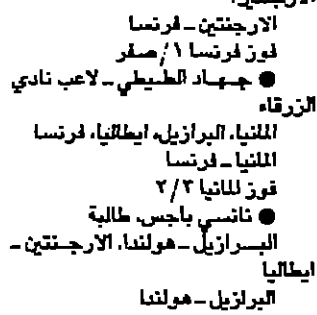 الارجنتين ـ فرنسا
فوز فرنسا ١/صفر
● جهاد الطيطي ـ لاعب نادي
الزرقاء
المانيا، البرازيل، ايطاليا، فرنسا
المانيا ـ فرنسا
فوز المانيا ٢/٣
● نانسي باجس، طالبة
البرازيل ـ هولندا، الارجنتين ـ
ايطاليا
البرازيل ـ هولندا